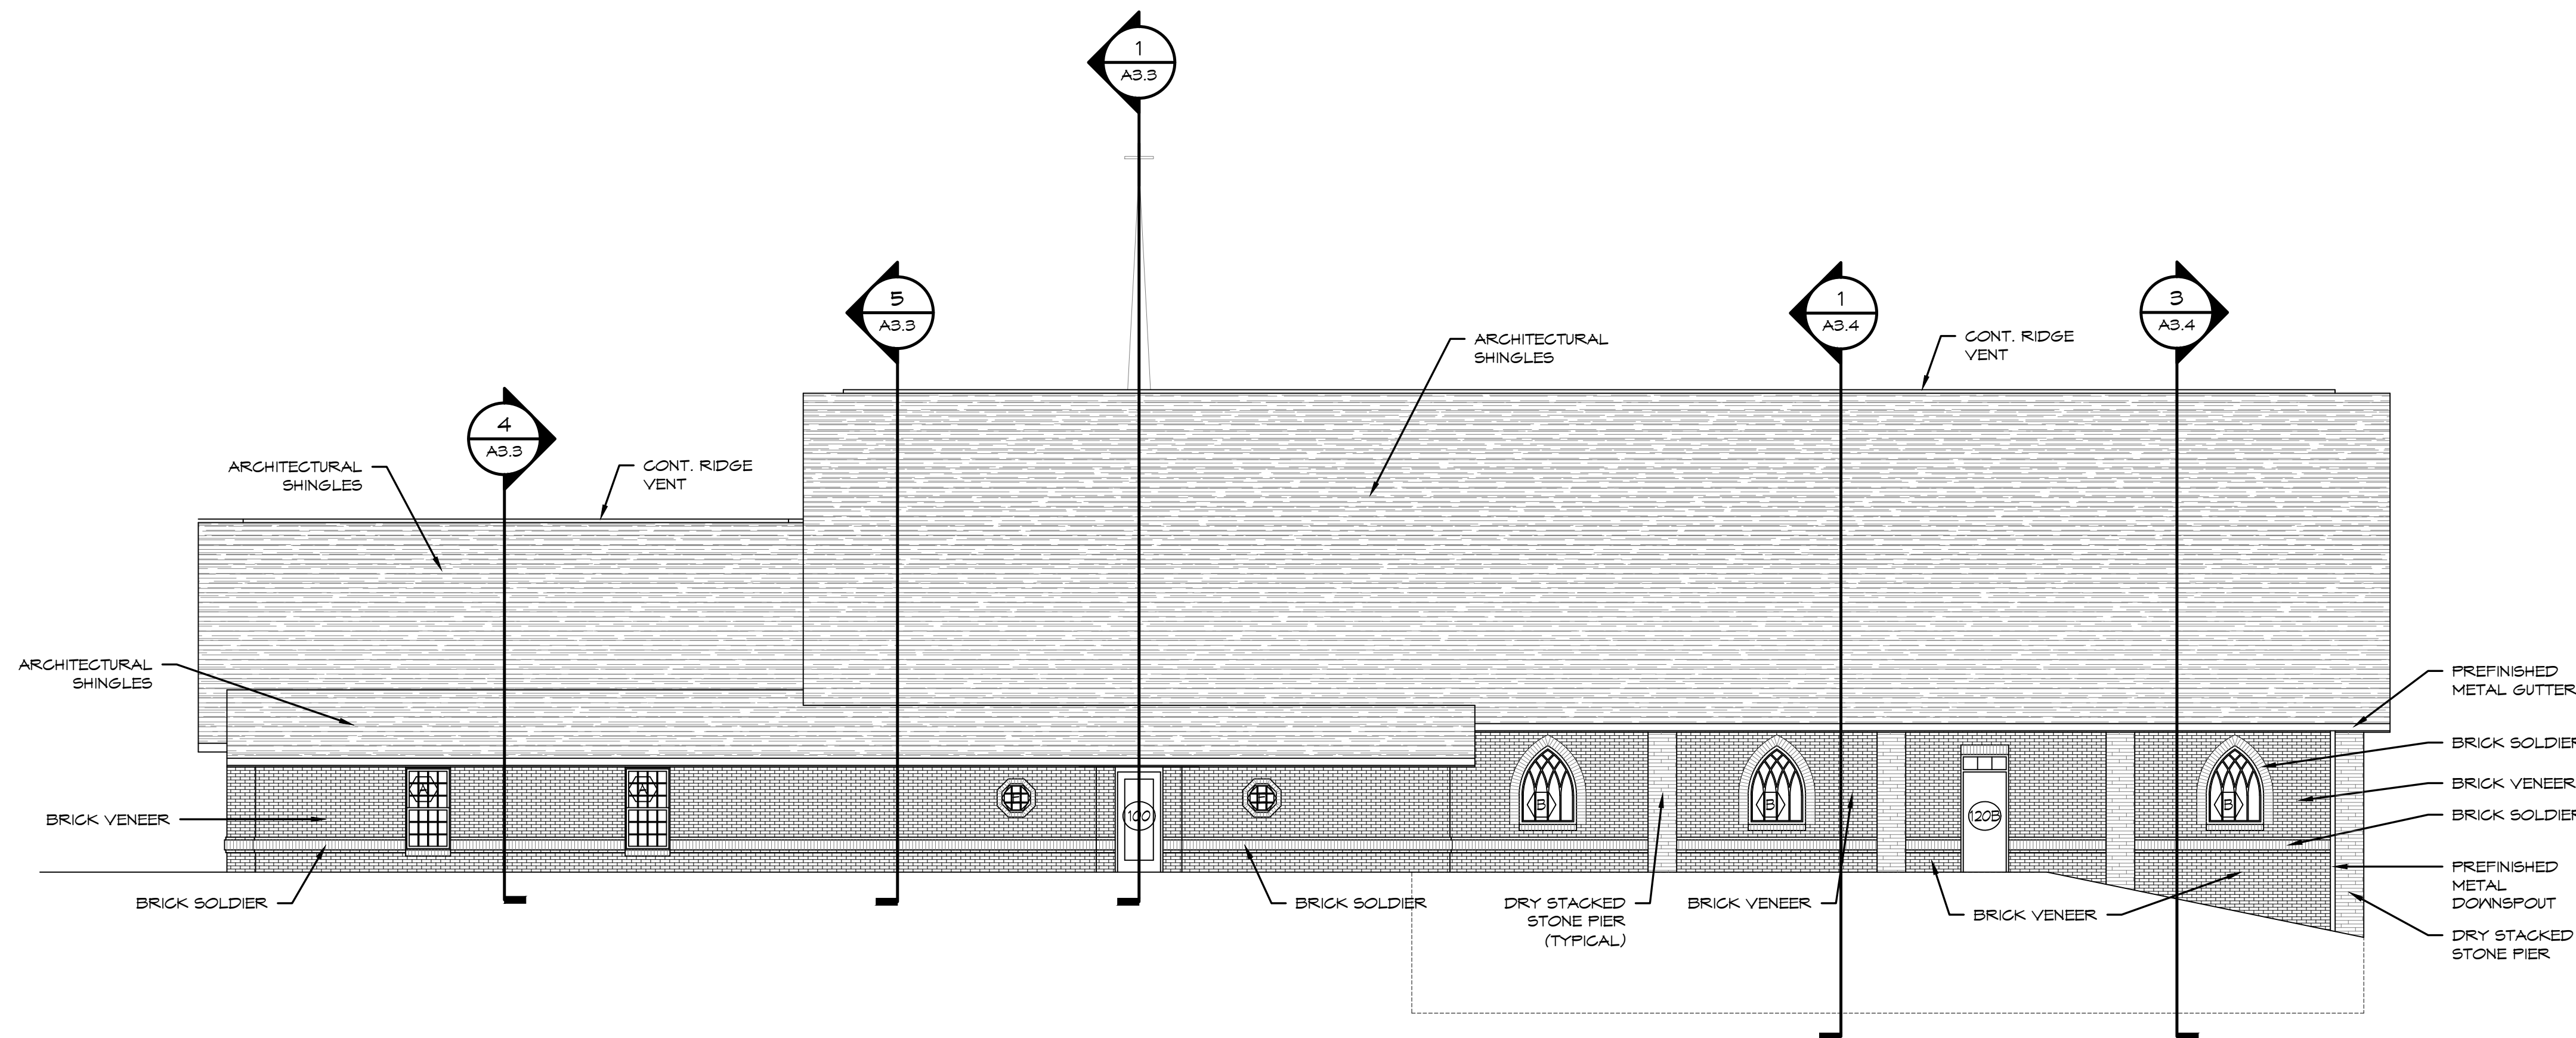 1
A3.3
5
A3.3
1
A3.4
3
A3.4
ARCHITECTURAL
SHINGLES
CONT. RIDGE
VENT
4
A3.3
ARCHITECTURAL
SHINGLES
CONT. RIDGE
VENT
ARCHITECTURAL
SHINGLES
PREFINISHED
METAL GUTTER
BRICK SOLDIER
BRICK VENEER
BRICK SOLDIER
PREFINISHED
METAL
DOWNSPOUT
DRY STACKED
STONE PIER
A
A
B
B
B
100
120B
BRICK VENEER
BRICK SOLDIER
BRICK SOLDIER
DRY STACKED
STONE PIER
(TYPICAL)
BRICK VENEER
BRICK VENEER